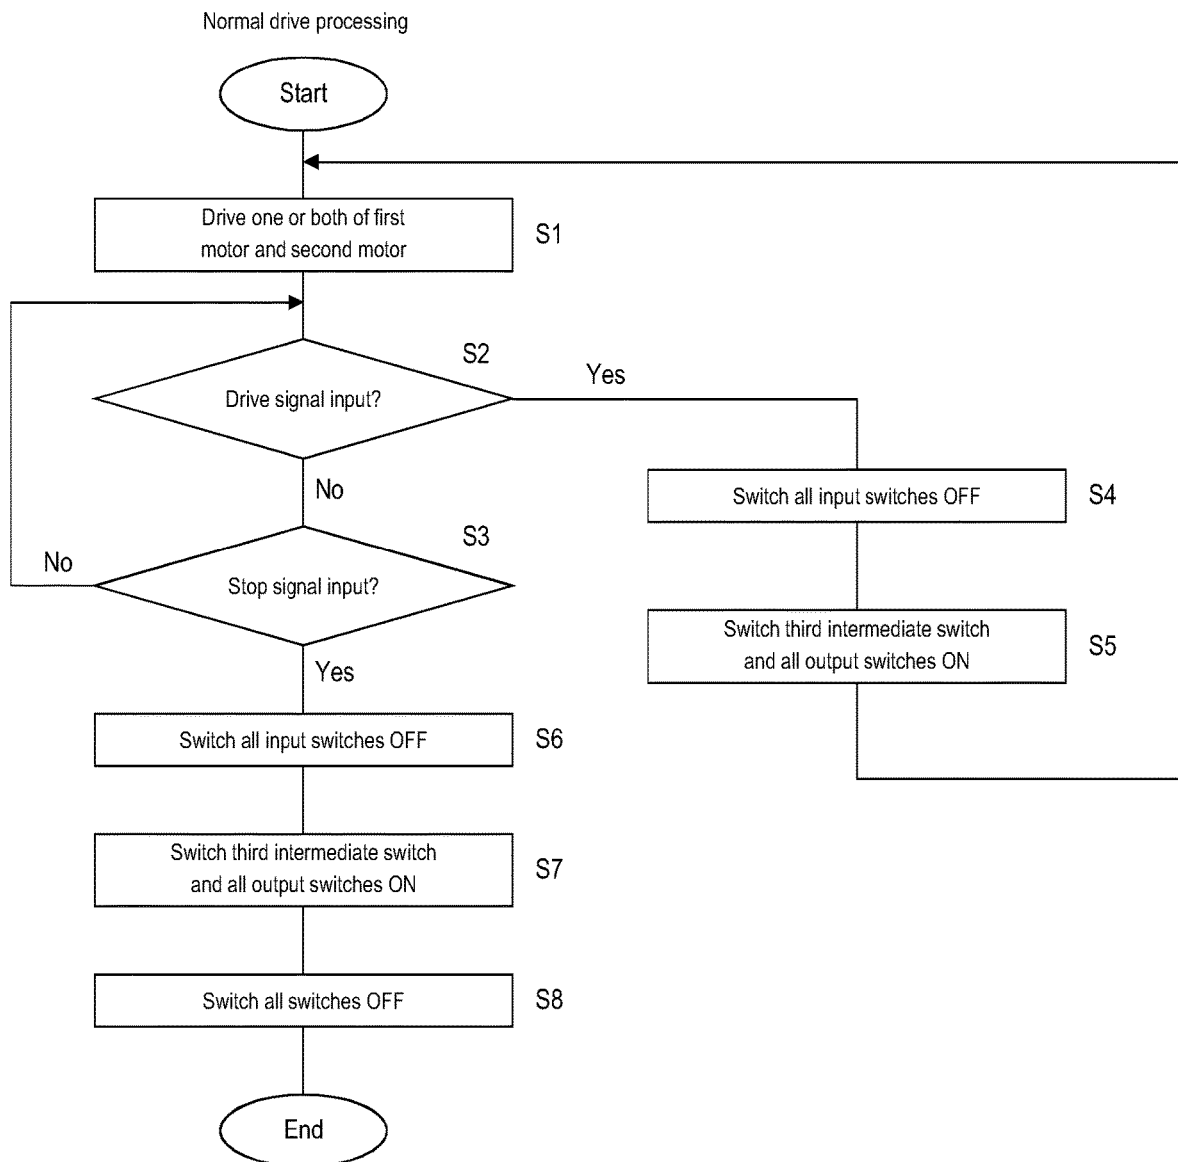 Normal drive processing
Start
Drive one or both of first
motor and second motor
S1
S2
Drive signal input?
Yes
No
S3
Stop signal input?
No
Yes
Switch all input switches OFF
S4
Switch third intermediate switch
and all output switches ON
S5
Switch all input switches OFF
S6
Switch third intermediate switch
and all output switches ON
S7
Switch all switches OFF
S8
End